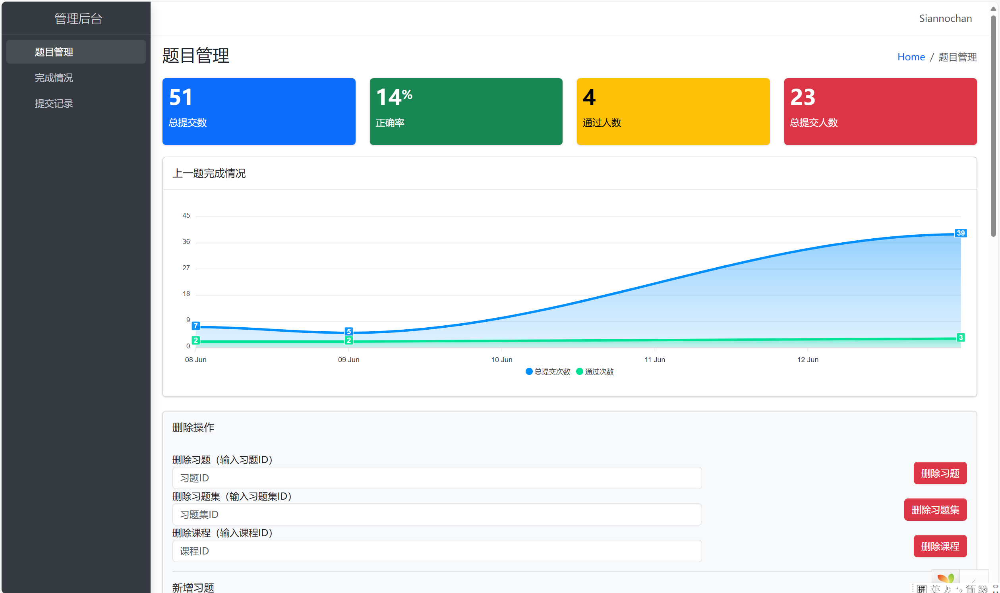 管理后台
Siannochan
题目管理
完成情况
提交记录
题目管理
Home / 题目管理
51
总提交数
14%
正确率
4
通过人数
23
总提交人数
上一题完成情况
45
36
27
18
9
0
39
7
5
2
2
3
08 Jun
09 Jun
10 Jun
11 Jun
12 Jun
总提交次数
通过次数
删除操作
删除习题（输入习题ID）
习题ID
删除习题
删除习题集（输入习题集ID）
习题集ID
删除习题集
删除课程（输入课程ID）
课程ID
删除课程
新增习题
拼 英 简